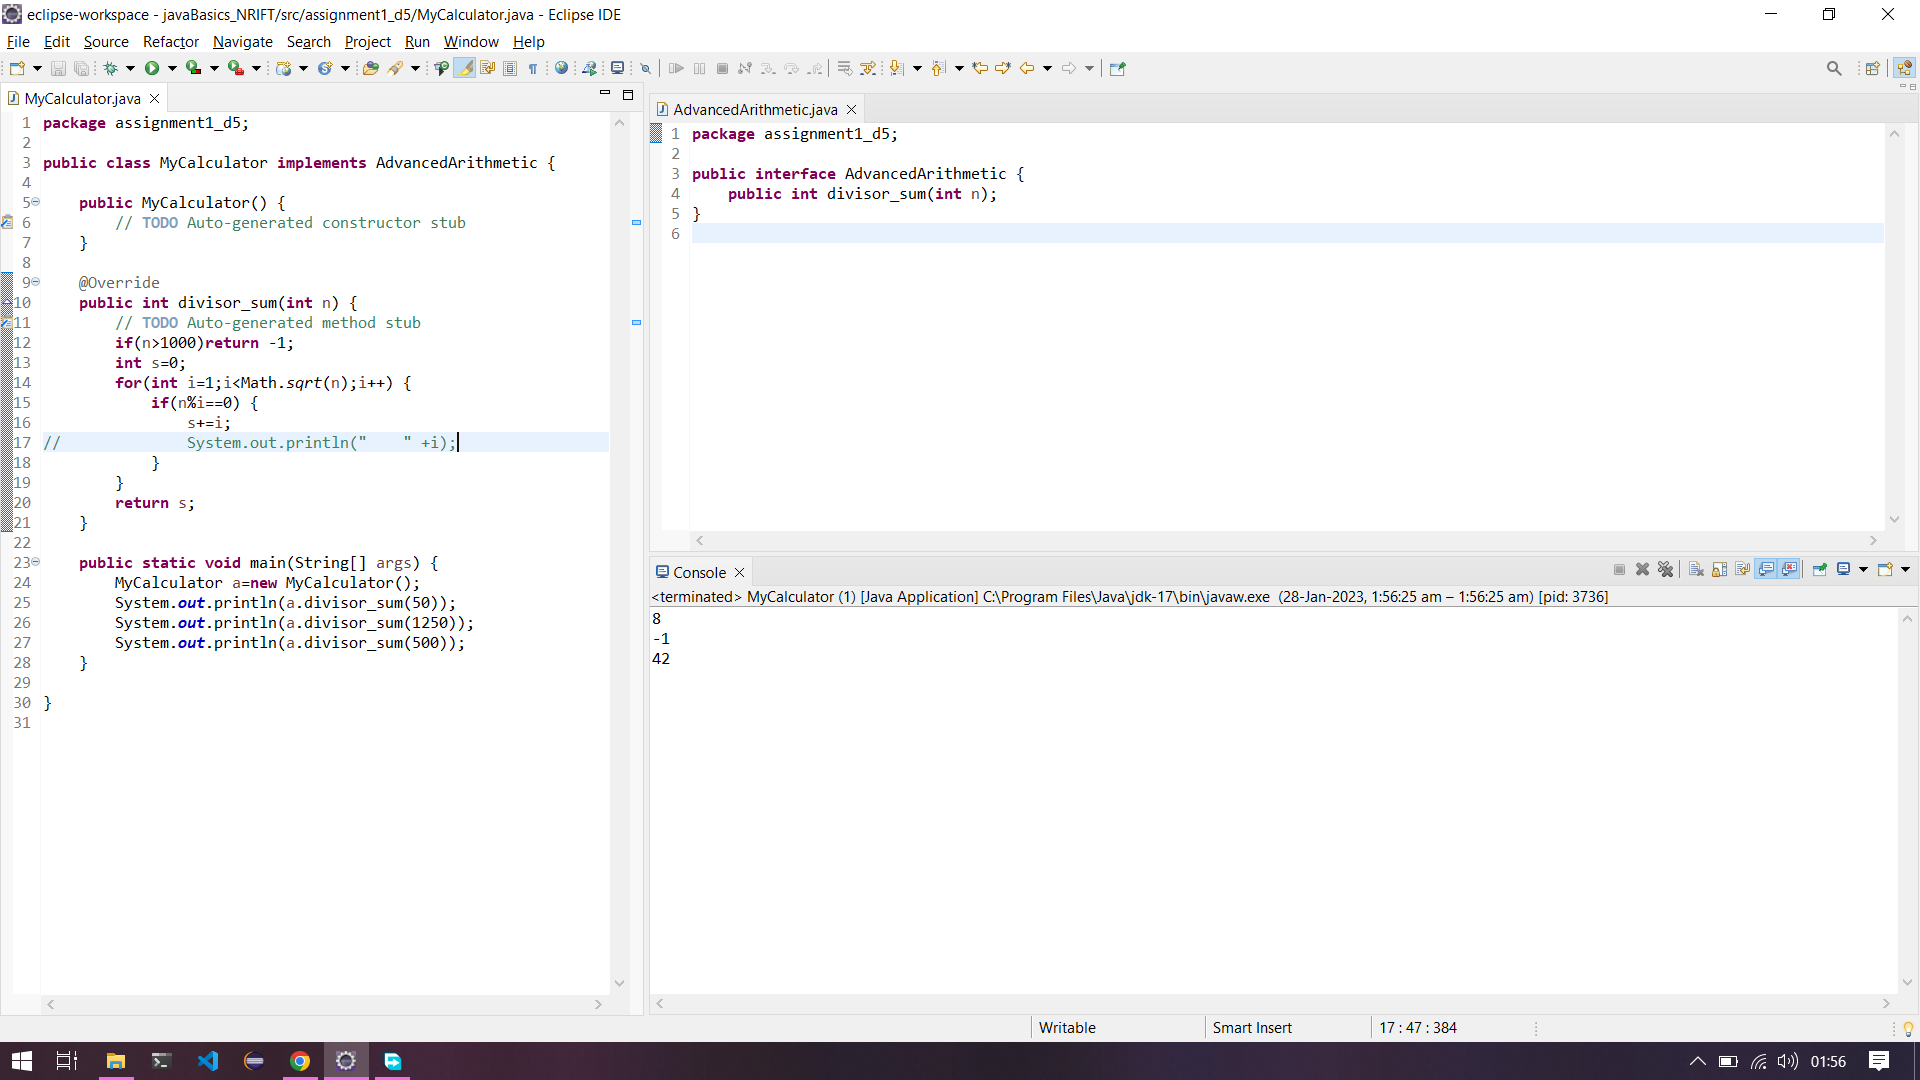 eclipse-workspace - javaBasics_NRIFT/src/assignment1_d5/MyCalculator.java - Eclipse IDE
File Edit Source Refactor Navigate Search Project Run Window Help
MyCalculator.java
1 package assignment1_d5;
2
3 public class MyCalculator implements AdvancedArithmetic {
4
5 public MyCalculator() {
6 // TODO Auto-generated constructor stub
7 }
8
9 @Override
10 public int divisor_sum(int n) {
11 // TODO Auto-generated method stub
12 if(n>1000)return -1;
13 int s=0;
14 for(int i=1;i<Math.sqrt(n);i++) {
15 if(n%i==0) {
16 s+=i;
17 // System.out.println("    " +i);
18 }
19 }
20 return s;
21 }
22
23 public static void main(String[] args) {
24 MyCalculator a=new MyCalculator();
25 System.out.println(a.divisor_sum(50));
26 System.out.println(a.divisor_sum(1250));
27 System.out.println(a.divisor_sum(500));
28 }
29
30 }
31
AdvancedArithmetic.java
1 package assignment1_d5;
2
3 public interface AdvancedArithmetic {
4 public int divisor_sum(int n);
5 }
6
Console
<terminated> MyCalculator (1) [Java Application] C:\Program Files\Java\jdk-17\bin\javaw.exe (28-Jan-2023, 1:56:25 am – 1:56:25 am) [pid: 3736]
8
-1
42
Writable Smart Insert 17 : 47 : 384
01:56